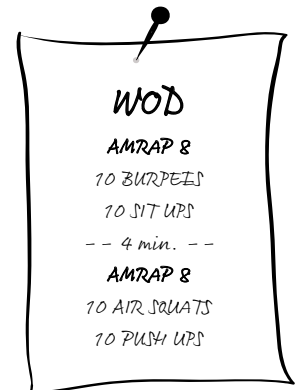 WOD
AMRAP 8
10 BURPEES
10 SIT UPS
-- 4 min. --
AMRAP 8
10 AIR SQUATS
10 PUSH UPS